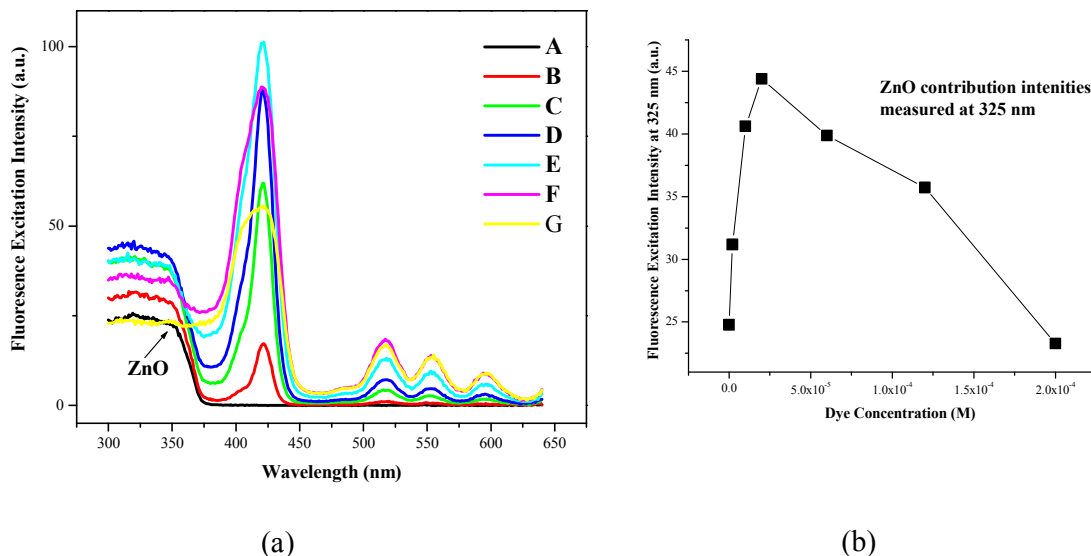 Fluorescence Excitation Intensity (a.u.)
100
50
0
A
B
C
D
E
F
G
ZnO
300 350 400 450 500 550 600 650
Wavelength (nm)
(a)
Fluorescence Excitation Intensity at 325 nm (a.u.)
45
40
35
30
25
ZnO contribution intenities
measured at 325 nm
0.0 5.0x10⁻⁵ 1.0x10⁻⁴ 1.5x10⁻⁴ 2.0x10⁻⁴
Dye Concentration (M)
(b)